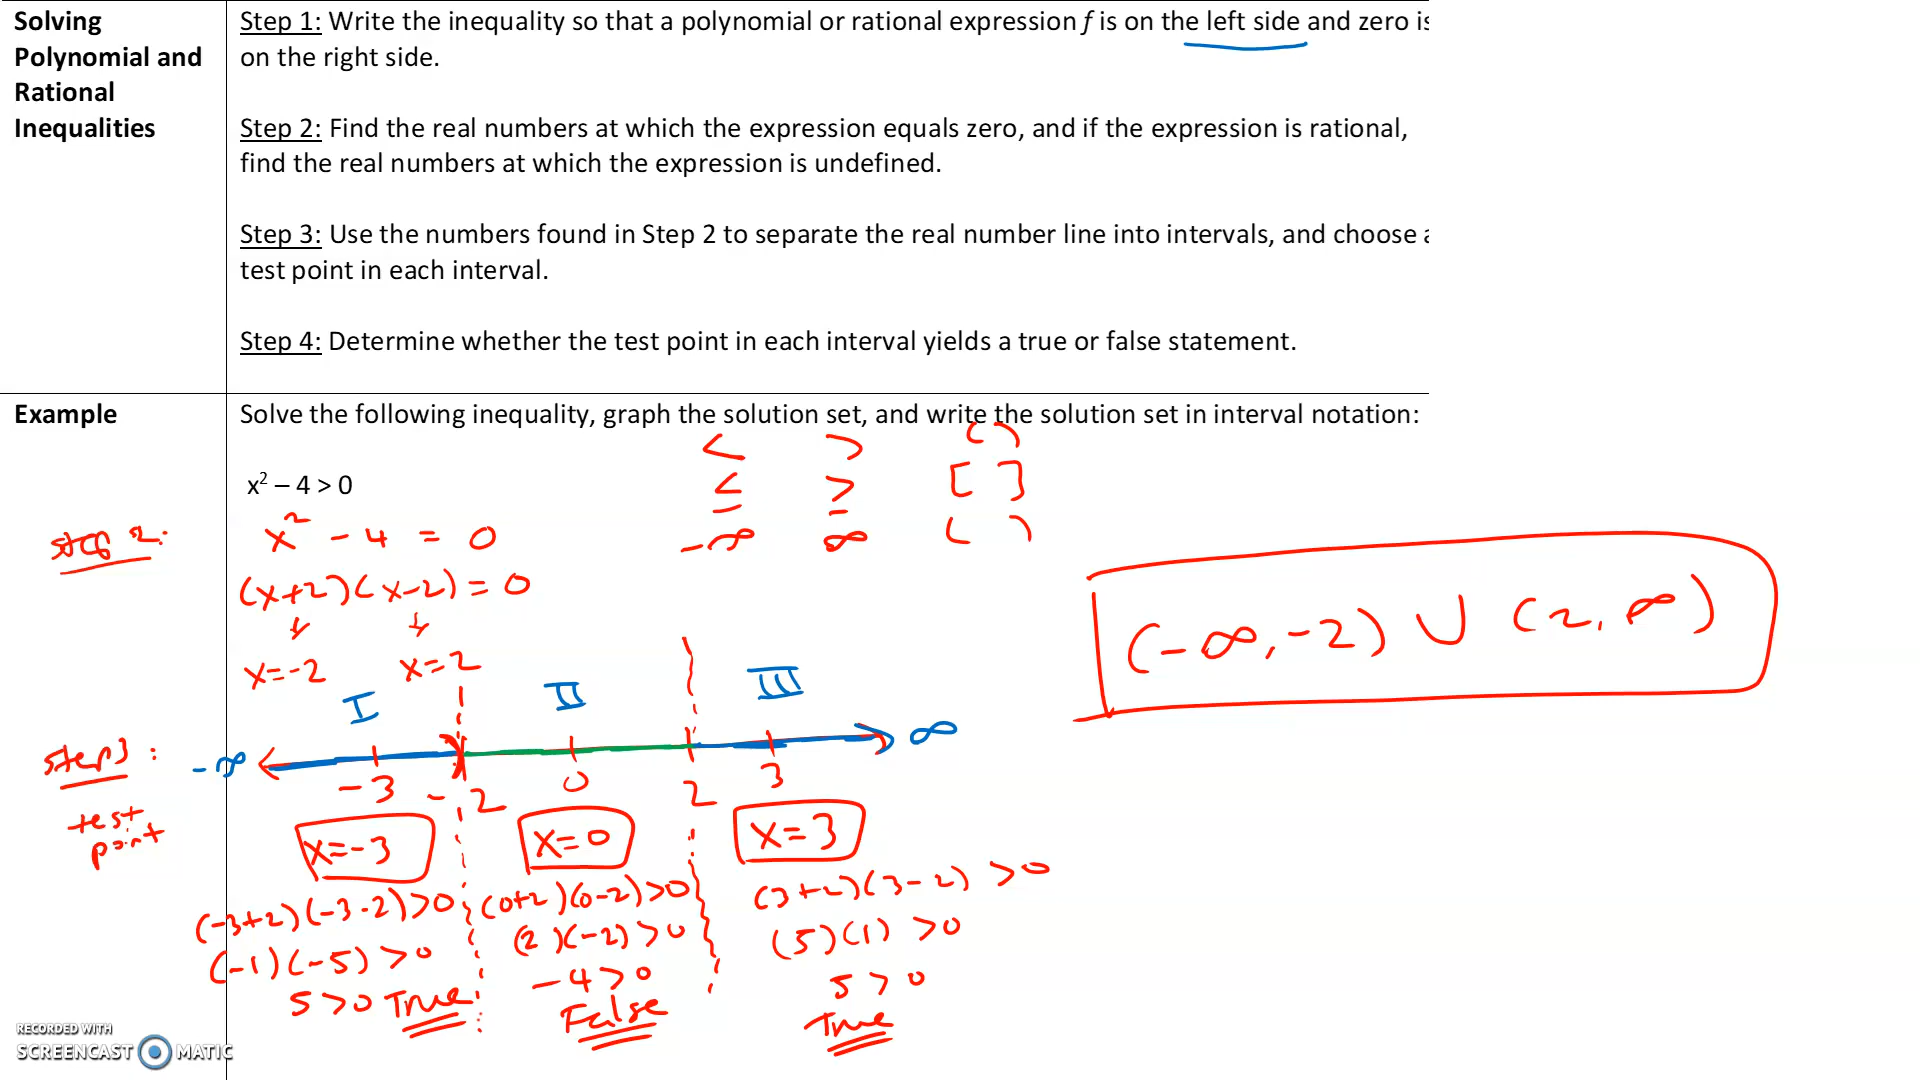 Solving
Polynomial and
Rational
Inequalities
Step 1: Write the inequality so that a polynomial or rational expression f is on the left side and zero is
on the right side.
Step 2: Find the real numbers at which the expression equals zero, and if the expression is rational,
find the real numbers at which the expression is undefined.
Step 3: Use the numbers found in Step 2 to separate the real number line into intervals, and choose a
test point in each interval.
Step 4: Determine whether the test point in each interval yields a true or false statement.
Example
Solve the following inequality, graph the solution set, and write the solution set in interval notation:
< > ( )
x² – 4 > 0
≤ ≥ [ ]
-∞ ∞ ( )
step 2:
x² - 4 = 0
(x+2)(x-2) = 0
x=-2 x=2
(-∞,-2) ∪ (2,∞)
I II III
step 3:
-∞ ∞
-3 -2 0 2 3
test
point
x=-3 x=0 x=3
(-3+2)(-3-2)>0 (0+2)(0-2)>0 (3+2)(3-2)>0
(-1)(-5)>0 (2)(-2)>0 (5)(1)>0
5>0 True -4>0 5>0
False True
RECORDED WITH
SCREENCAST MATIC